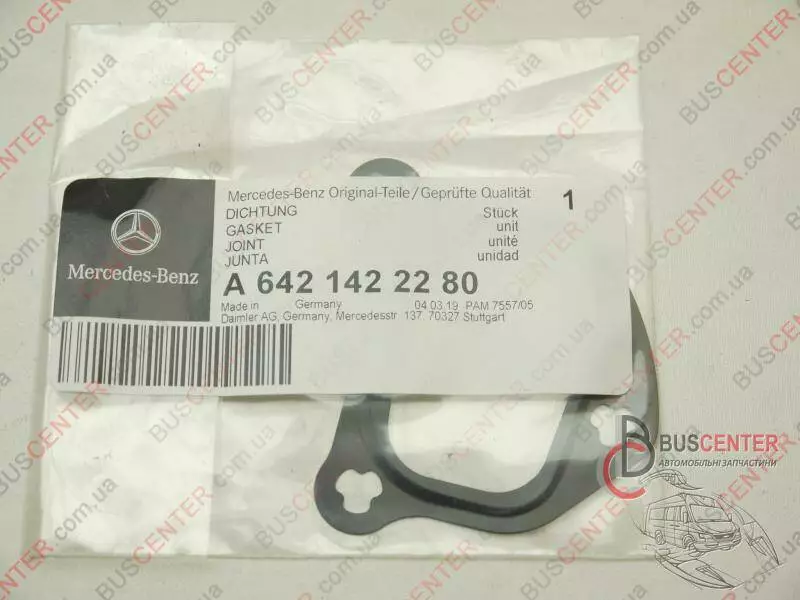 Mercedes-Benz Original-Teile/Geprüfte Qualität 1
DICHTUNG Stück
GASKET unit
JOINT unité
JUNTA unidad
Mercedes-Benz
A 642 142 22 80
Made in Germany 04.03.19 PAM 7557/05
Daimler AG, Germany, Mercedesstr. 137. 70327 Stuttgart
BUSCENTER
АВТОМОБІЛЬНІ ЗАПЧАСТИНИ
BUSCENTER.com.ua